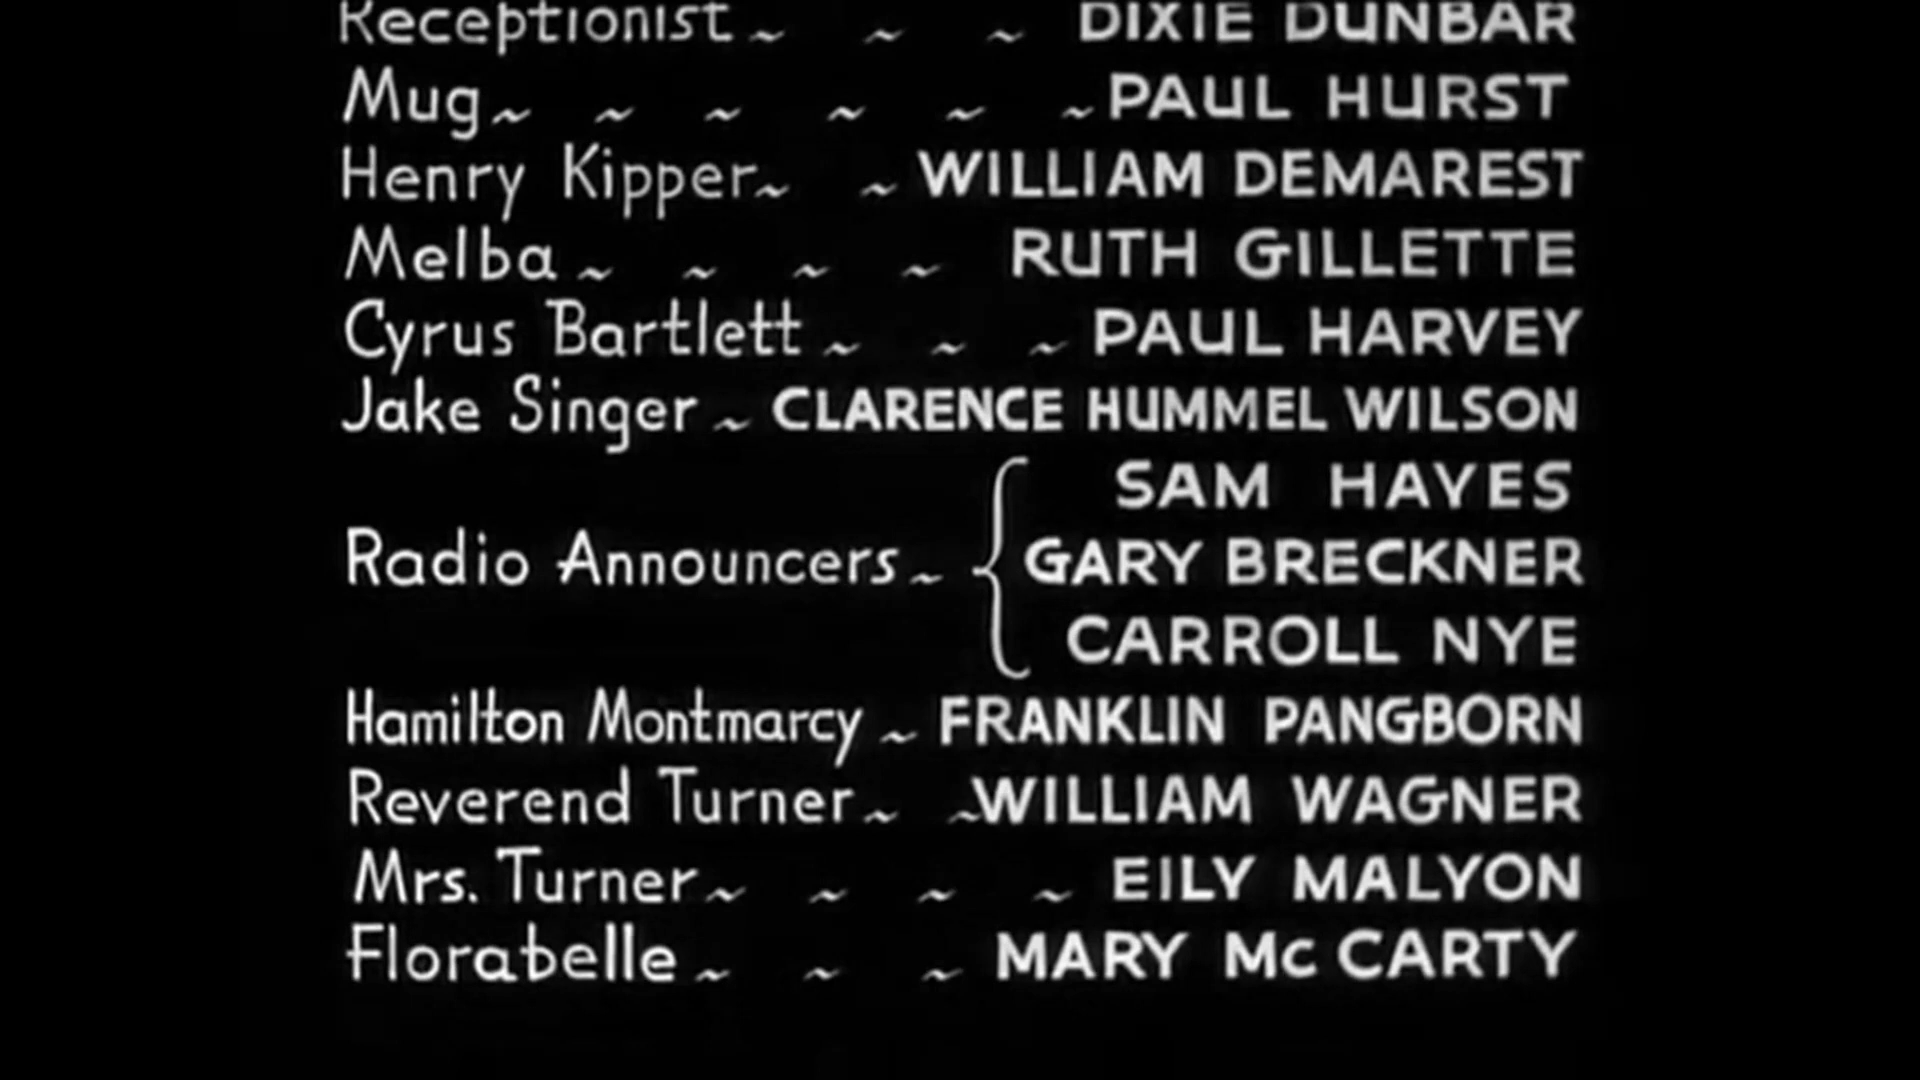 Receptionist ~ ~ ~ DIXIE DUNBAR
Mug ~ ~ ~ ~ ~ ~ PAUL HURST
Henry Kipper ~ ~ WILLIAM DEMAREST
Melba ~ ~ ~ ~ RUTH GILLETTE
Cyrus Bartlett ~ ~ ~ PAUL HARVEY
Jake Singer ~ CLARENCE HUMMEL WILSON
SAM HAYES
Radio Announcers ~ { GARY BRECKNER
CARROLL NYE
Hamilton Montmarcy ~ FRANKLIN PANGBORN
Reverend Turner ~ ~ WILLIAM WAGNER
Mrs. Turner ~ ~ ~ ~ EILY MALYON
Florabelle ~ ~ ~ MARY McCARTY